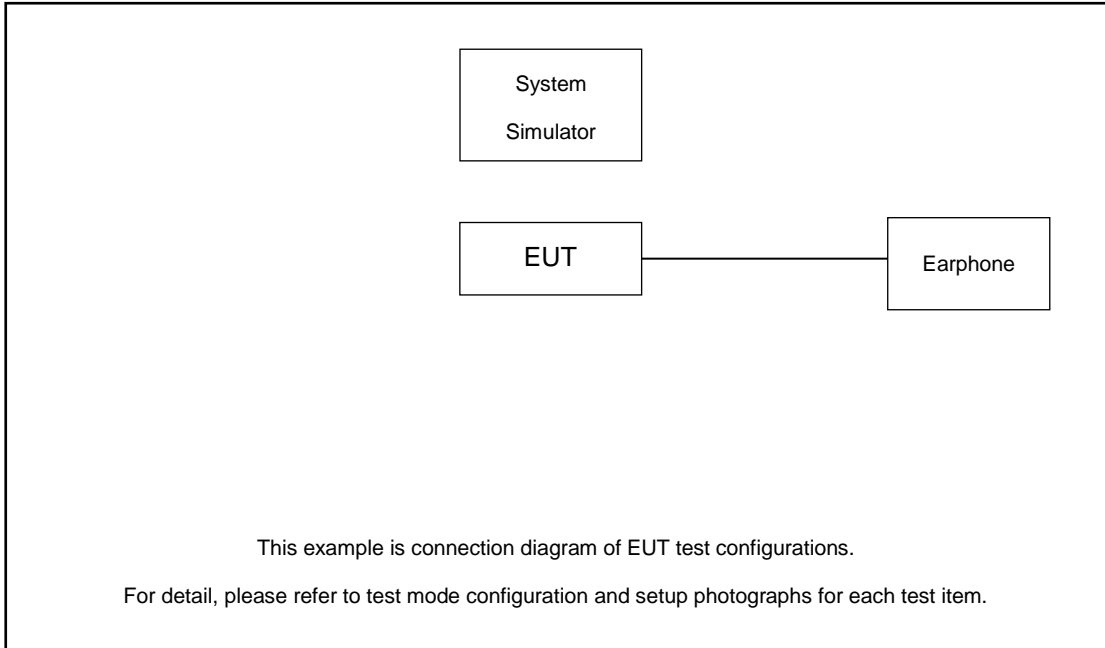 System
Simulator
EUT
Earphone
This example is connection diagram of EUT test configurations.
For detail, please refer to test mode configuration and setup photographs for each test item.